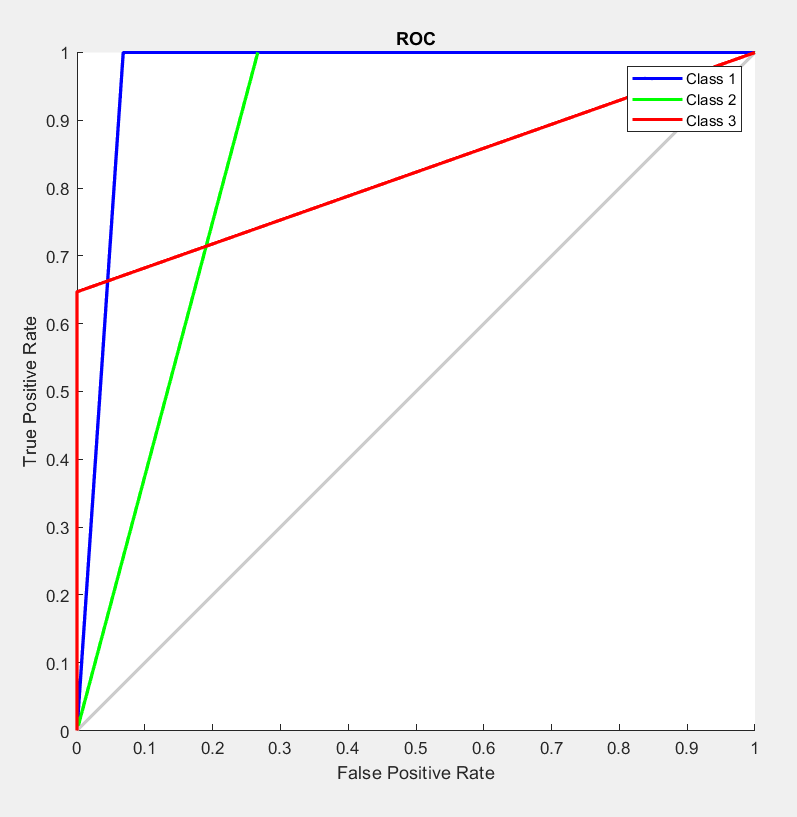 ROC
1
0.9
0.8
0.7
0.6
0.5
0.4
0.3
0.2
0.1
0
True Positive Rate
Class 1
Class 2
Class 3
0 0.1 0.2 0.3 0.4 0.5 0.6 0.7 0.8 0.9 1
False Positive Rate